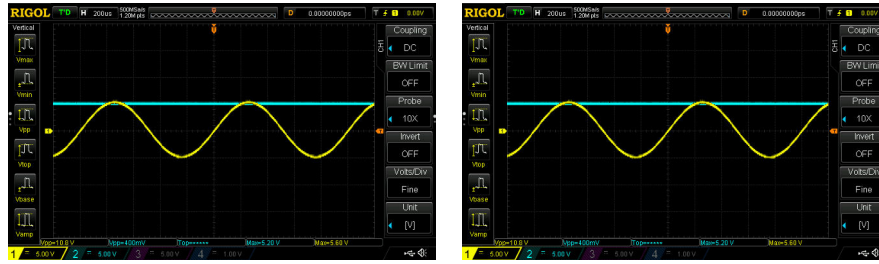 RIGOL T'D H 200us 500MSa/s 1.20M pts D 0.00000000ps T 1 0.00V
Vertical
Vmax
Vmin
Vpp
Vtop
Vbase
Vamp
CH1
Coupling
DC
BW Limit
OFF
Probe
10X
Invert
OFF
Volts/Div
Fine
Unit
[V]
Vpp=10.8 V Vpp=400mV Top=****** Max=5.20 V Max=5.60 V
1 = 5.00 V 2 = 5.00 V 3 = 5.00 V 4 = 1.00 V
RIGOL T'D H 200us 500MSa/s 1.20M pts D 0.00000000ps T 1 0.00V
Vertical
Vmax
Vmin
Vpp
Vtop
Vbase
Vamp
CH1
Coupling
DC
BW Limi
OFF
Probe
10X
Invert
OFF
Volts/Div
Fine
Unit
[V]
Vpp=10.8 V Vpp=400mV Top=****** Max=5.20 V Max=5.60 V
1 = 5.00 V 2 = 5.00 V 3 = 5.00 V 4 = 1.00 V